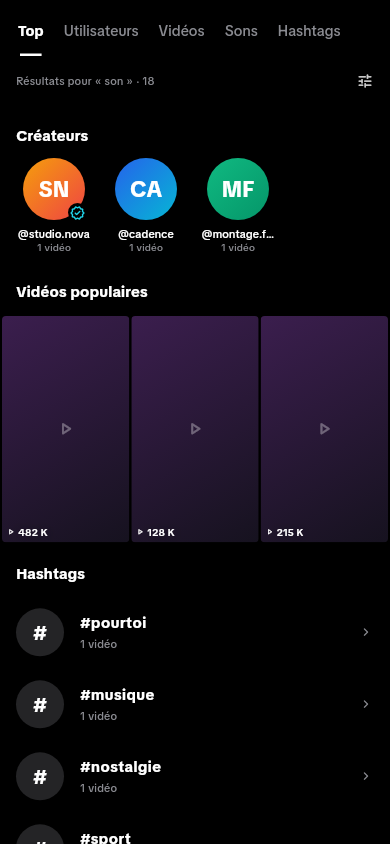 Top Utilisateurs Vidéos Sons Hashtags
Résultats pour « son » · 18
Créateurs
SN CA MF
@studio.nova @cadence @montage.f...
1 vidéo 1 vidéo 1 vidéo
Vidéos populaires
482 K 128 K 215 K
Hashtags
# #pourtoi
1 vidéo
# #musique
1 vidéo
# #nostalgie
1 vidéo
# #sport